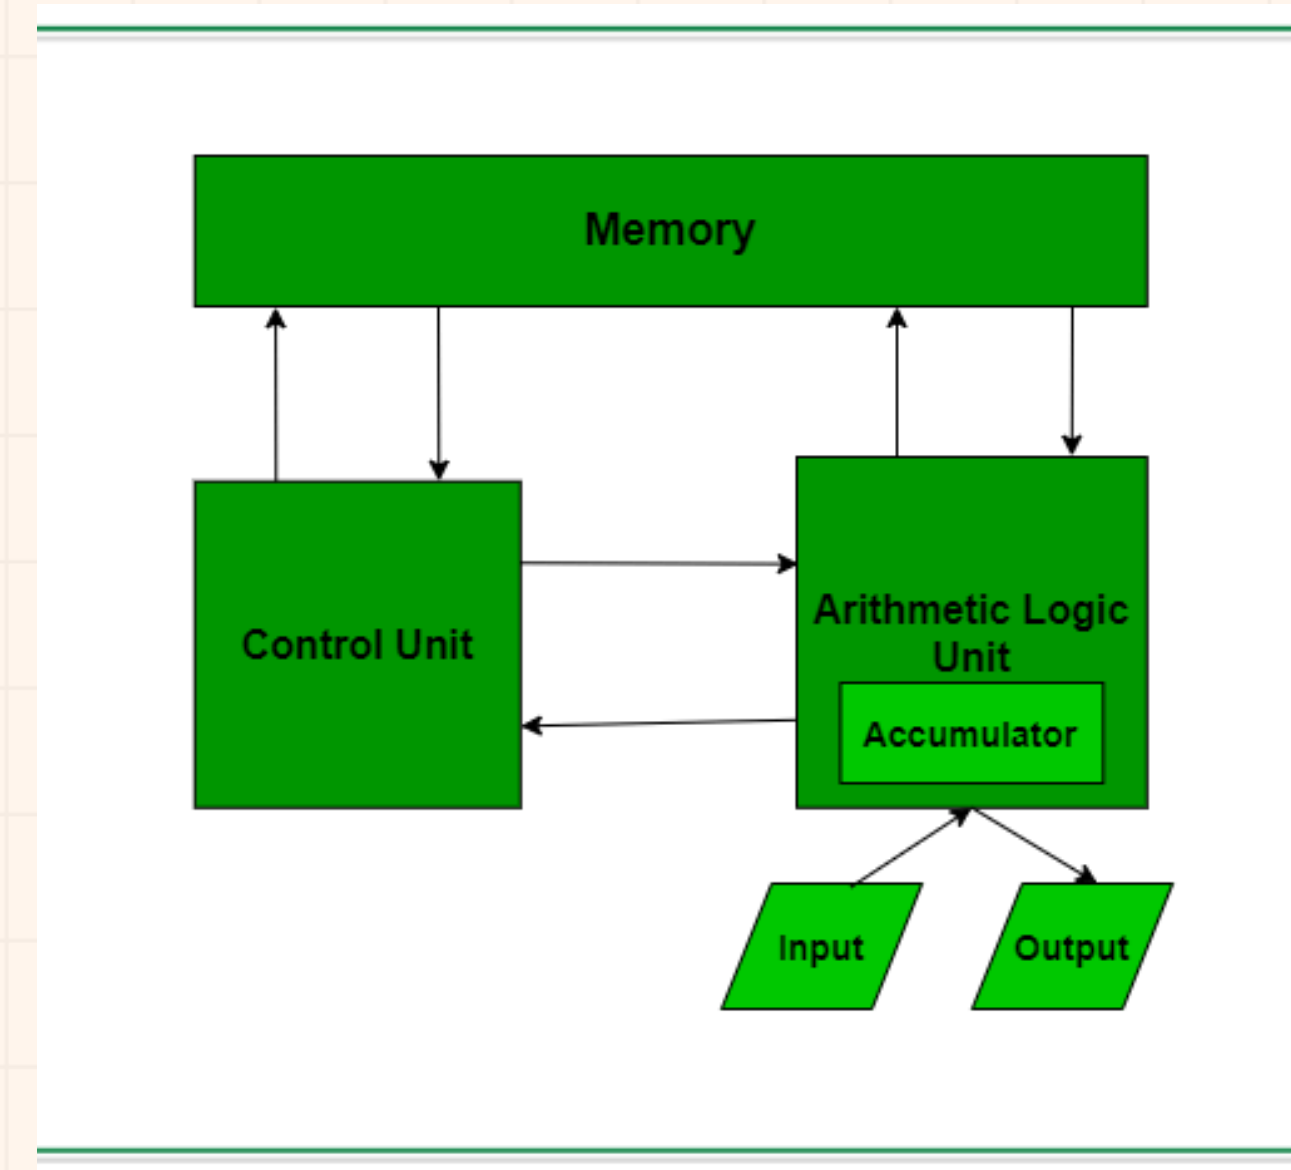 Memory
Control Unit
Arithmetic Logic
Unit
Accumulator
Input
Output